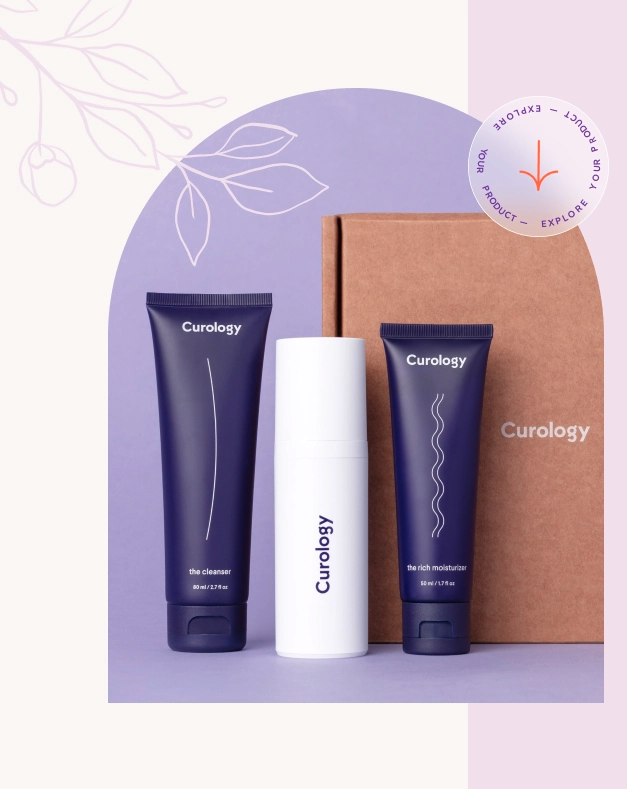 EXPLORE — YOUR PRODUCT — EXPLORE YOUR PRODUCT —
Curology
the cleanser
80 ml / 2.7 fl oz
Curology
Curology
the rich moisturizer
50 ml / 1.7 fl oz
Curology